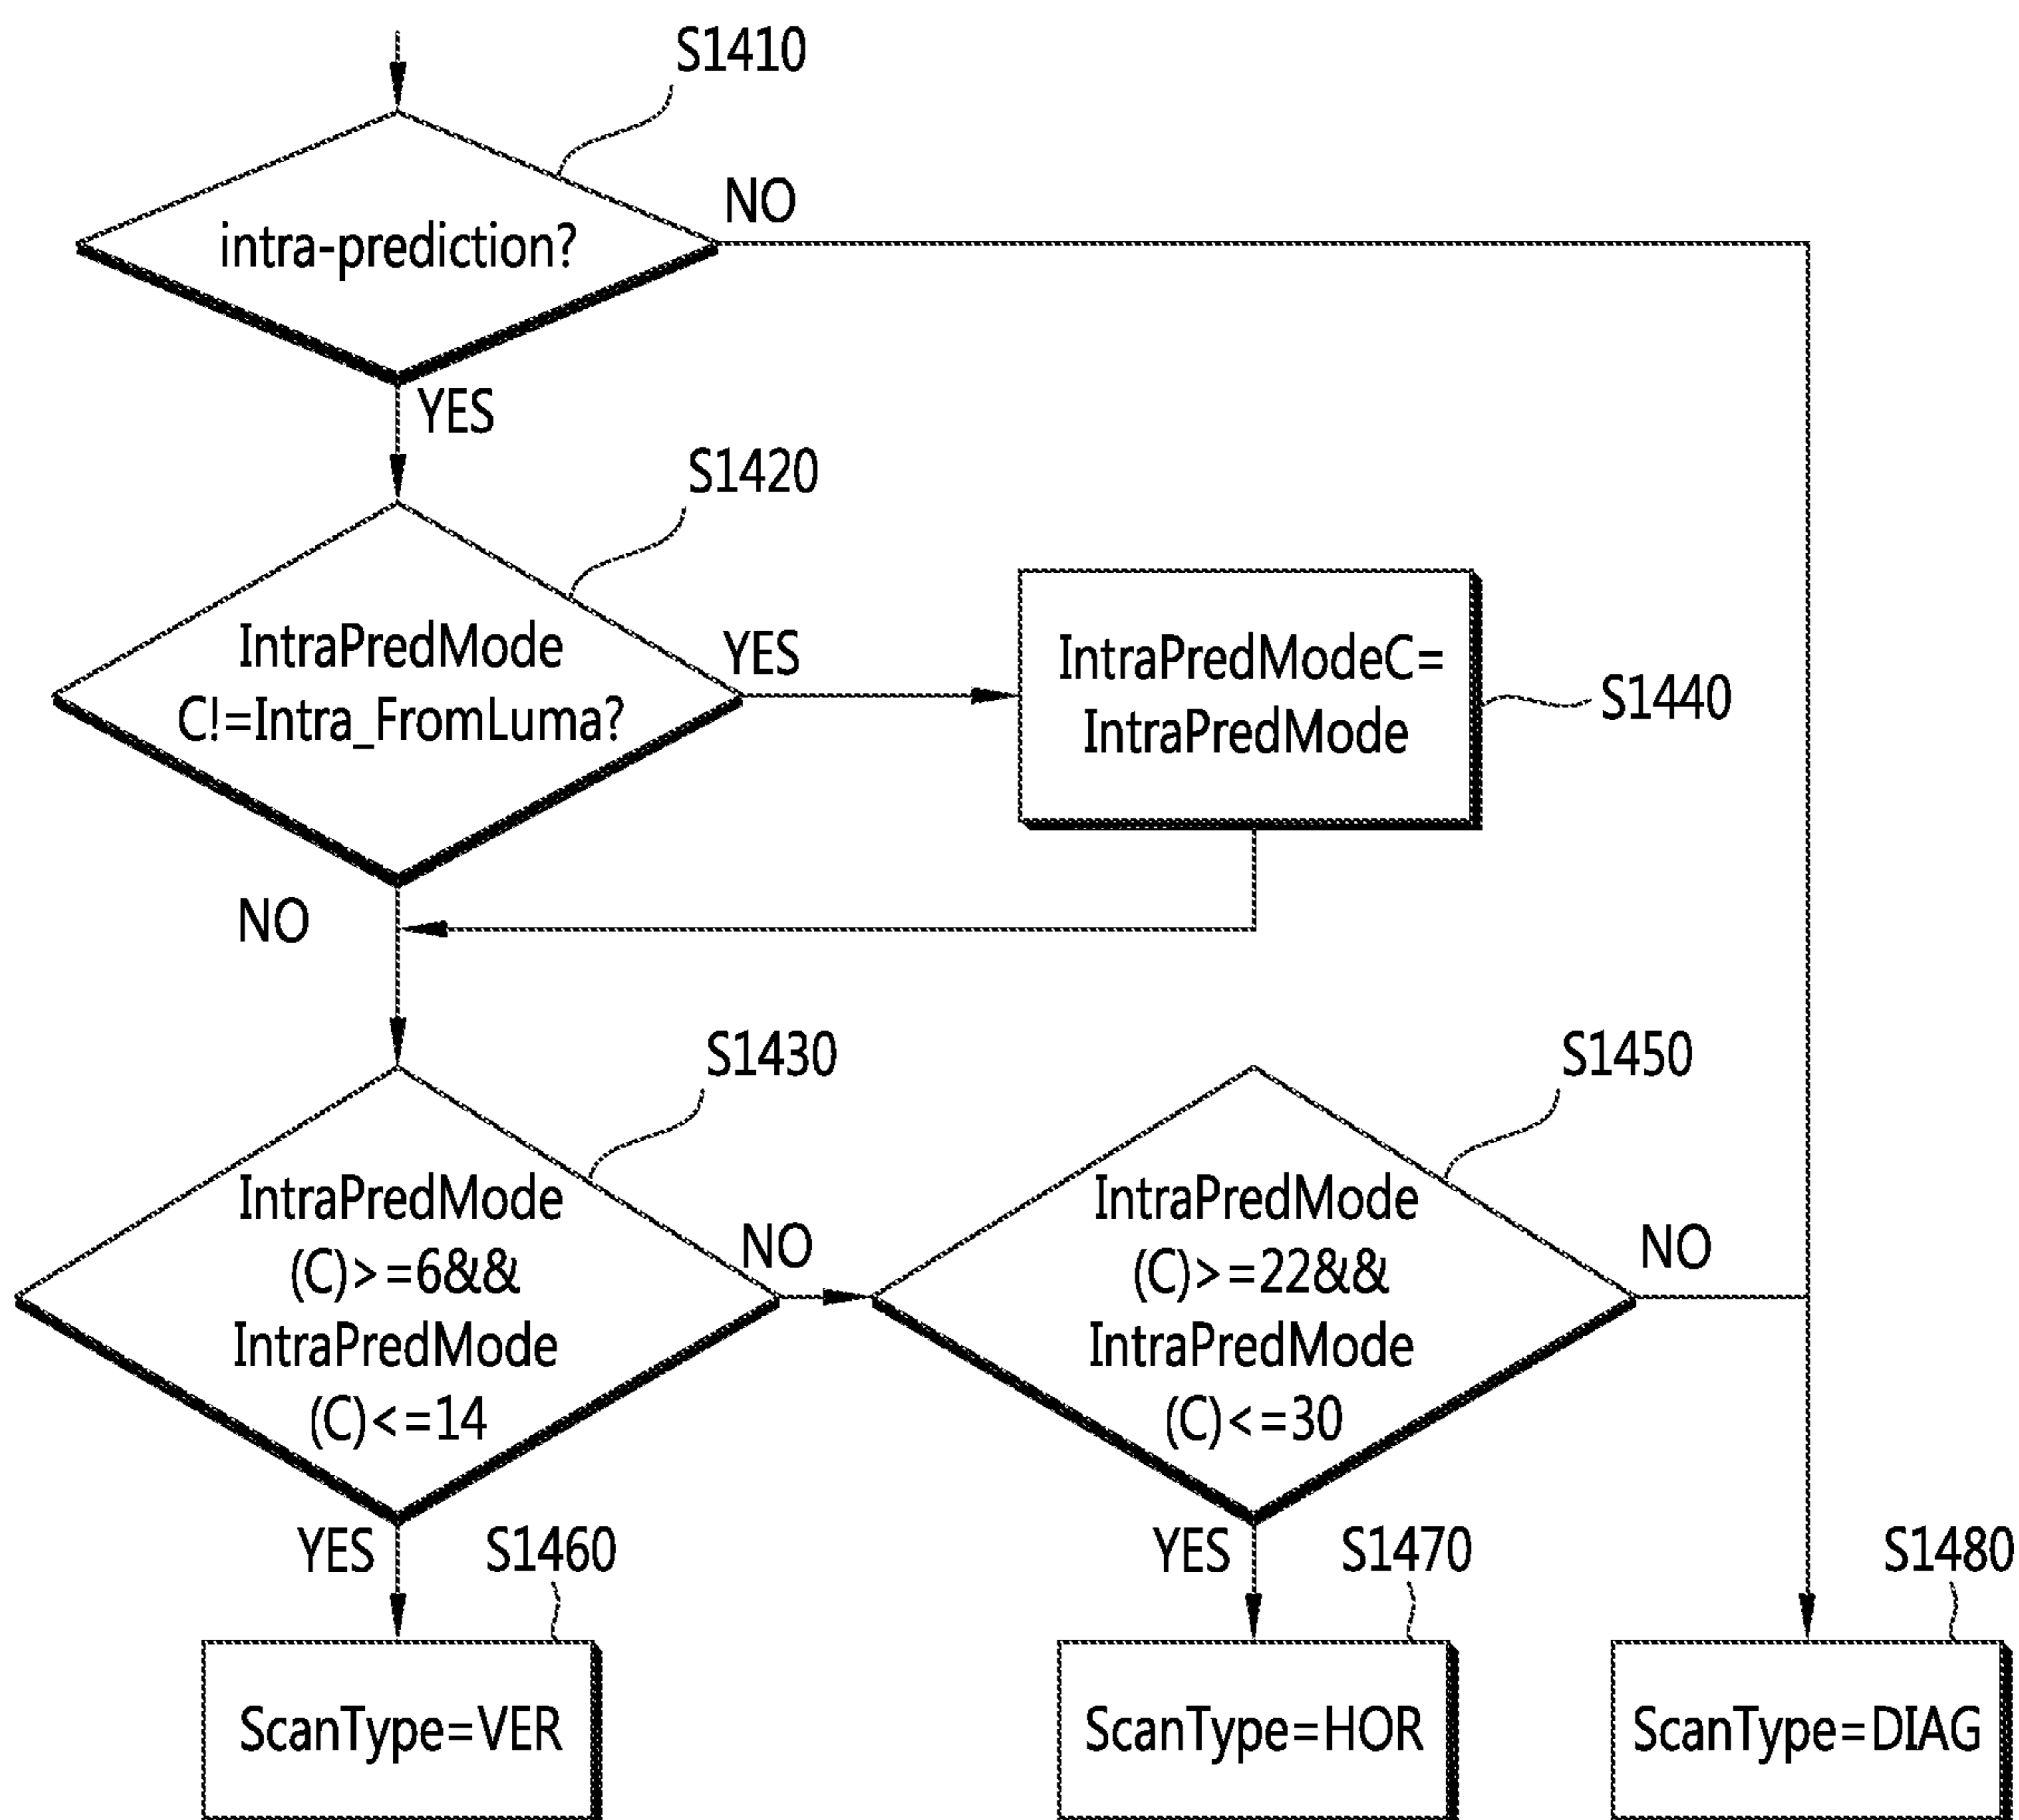 S1410
NO
intra-prediction?
YES
S1420
IntraPredMode
C!=Intra_FromLuma?
YES
IntraPredModeC=
IntraPredMode
S1440
NO
S1430
IntraPredMode
(C)>=6&&
IntraPredMode
(C)<=14
NO
S1450
IntraPredMode
(C)>=22&&
IntraPredMode
(C)<=30
NO
YES
S1460
YES
S1470
S1480
ScanType=VER
ScanType=HOR
ScanType=DIAG